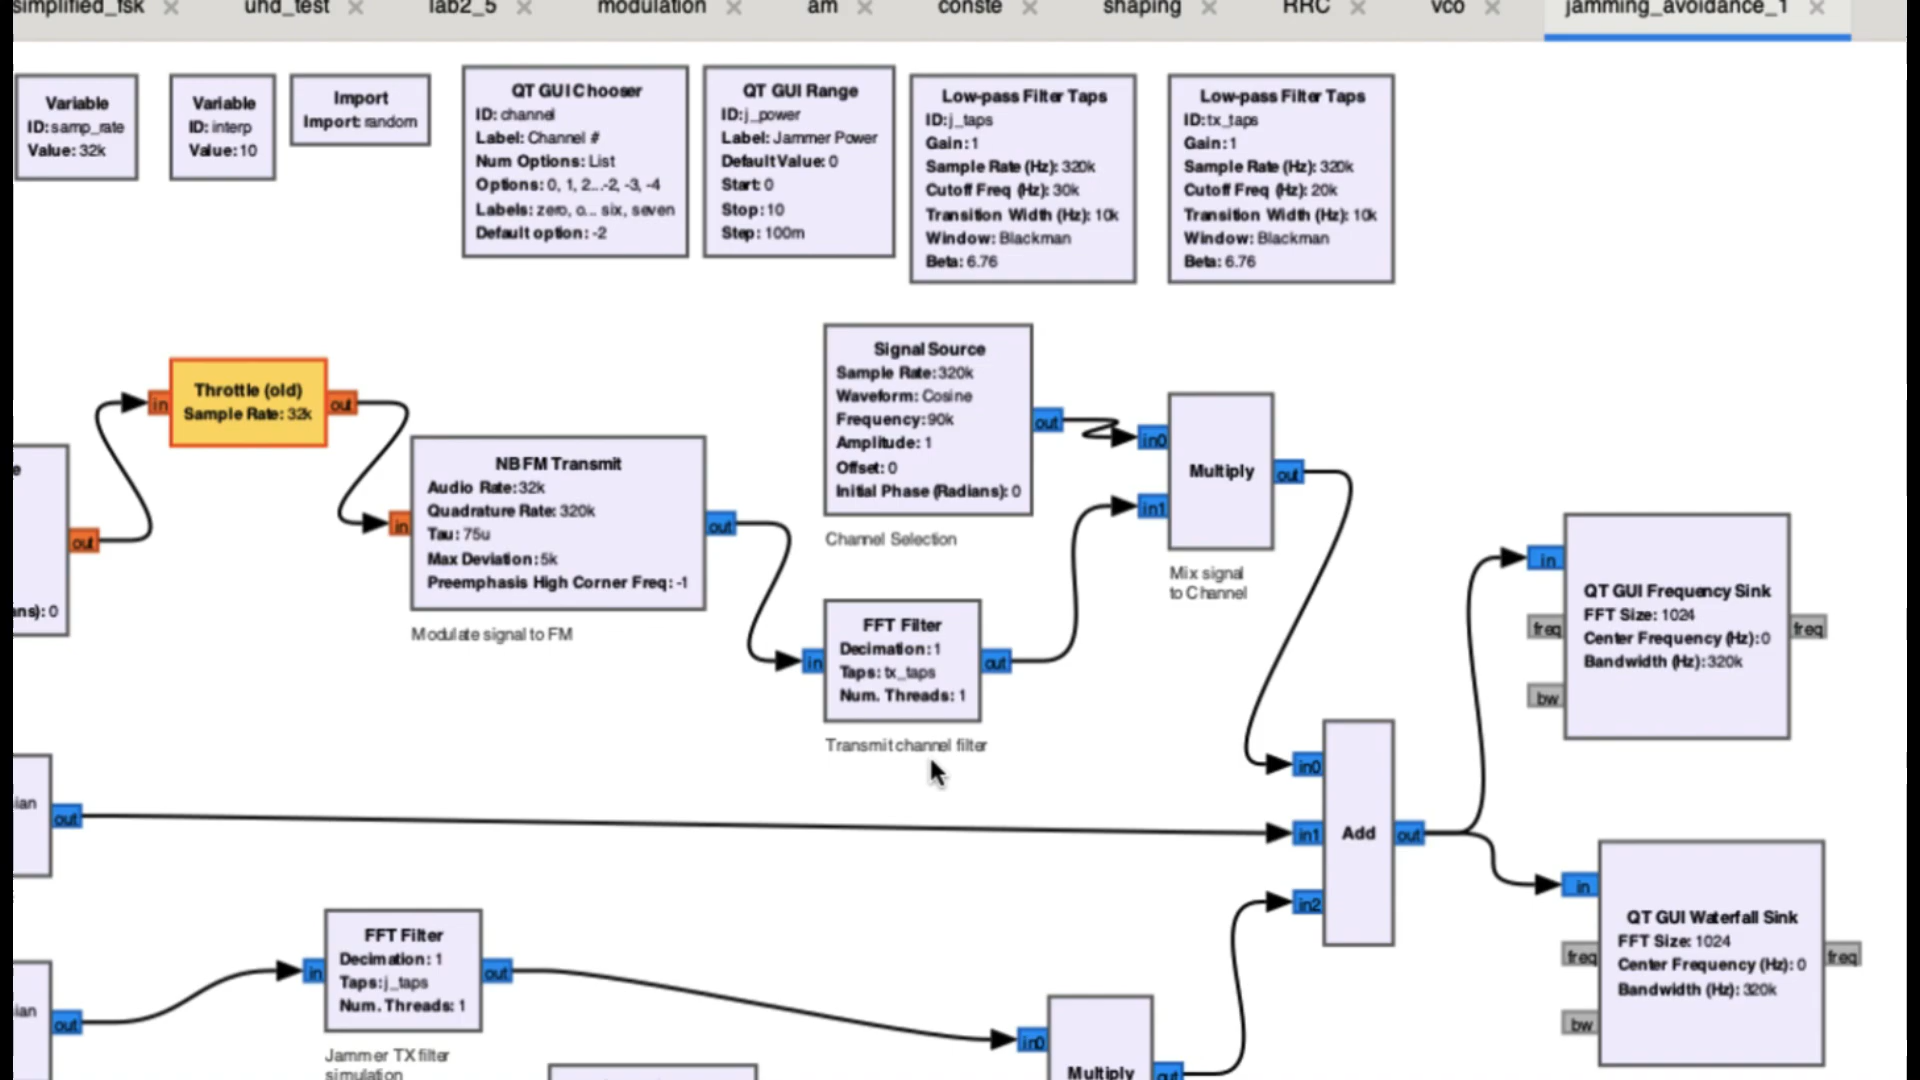 simplified_fsk
uhd_test
lab2_5
modulation
am
conste
shaping
RRC
vco
jamming_avoidance_1
Variable
ID: samp_rate
Value: 32k
Variable
ID: interp
Value: 10
Import
Import: random
QT GUI Chooser
ID: channel
Label: Channel #
Num Options: List
Options: 0, 1, 2...-2, -3, -4
Labels: zero, o... six, seven
Default option: -2
QT GUI Range
ID: j_power
Label: Jammer Power
Default Value: 0
Start: 0
Stop: 10
Step: 100m
Low-pass Filter Taps
ID: j_taps
Gain: 1
Sample Rate (Hz): 320k
Cutoff Freq (Hz): 30k
Transition Width (Hz): 10k
Window: Blackman
Beta: 6.76
Low-pass Filter Taps
ID: tx_taps
Gain: 1
Sample Rate (Hz): 320k
Cutoff Freq (Hz): 20k
Transition Width (Hz): 10k
Window: Blackman
Beta: 6.76
in
Throttle (old)
Sample Rate: 32k
out
e
ns): 0
out
in
NBFM Transmit
Audio Rate: 32k
Quadrature Rate: 320k
Tau: 75u
Max Deviation: 5k
Preemphasis High Corner Freq: -1
out
Modulate signal to FM
Signal Source
Sample Rate: 320k
Waveform: Cosine
Frequency: 90k
Amplitude: 1
Offset: 0
Initial Phase (Radians): 0
out
Channel Selection
in
FFT Filter
Decimation: 1
Taps: tx_taps
Num. Threads: 1
out
Transmit channel filter
in0
in1
Multiply
out
Mix signal
to Channel
in
freq
bw
QT GUI Frequency Sink
FFT Size: 1024
Center Frequency (Hz): 0
Bandwidth (Hz): 320k
freq
ian
out
in0
in1
in2
Add
out
in
freq
bw
QT GUI Waterfall Sink
FFT Size: 1024
Center Frequency (Hz): 0
Bandwidth (Hz): 320k
freq
ian
out
in
FFT Filter
Decimation: 1
Taps: j_taps
Num. Threads: 1
out
Jammer TX filter
simulation
in0
Multiply
out